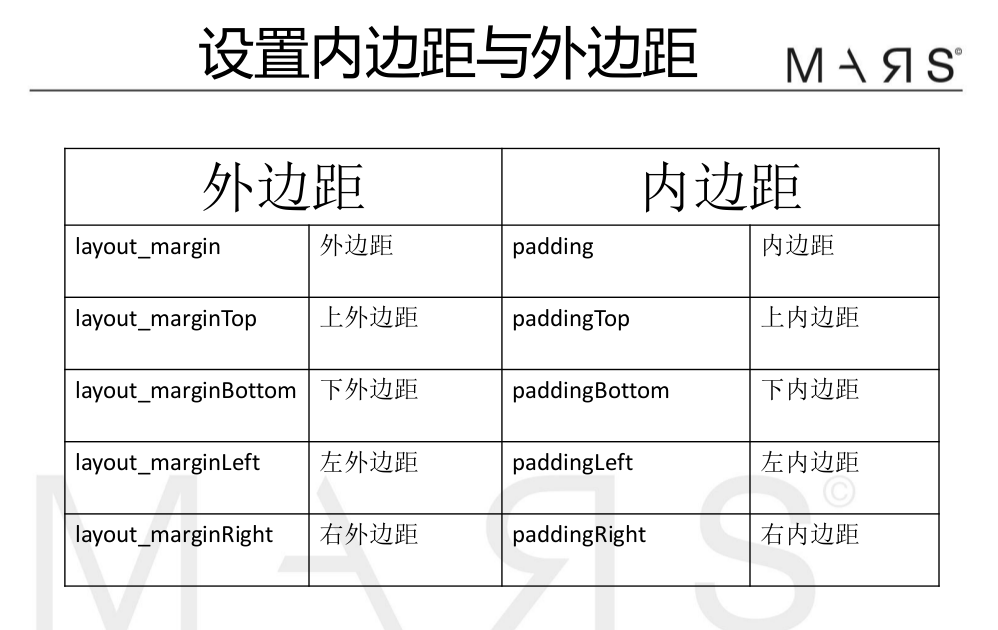 设置内边距与外边距
MARS©
外边距 内边距
layout_margin 外边距 padding 内边距
layout_marginTop 上外边距 paddingTop 上内边距
layout_marginBottom 下外边距 paddingBottom 下内边距
layout_marginLeft 左外边距 paddingLeft 左内边距
layout_marginRight 右外边距 paddingRight 右内边距
MARS©